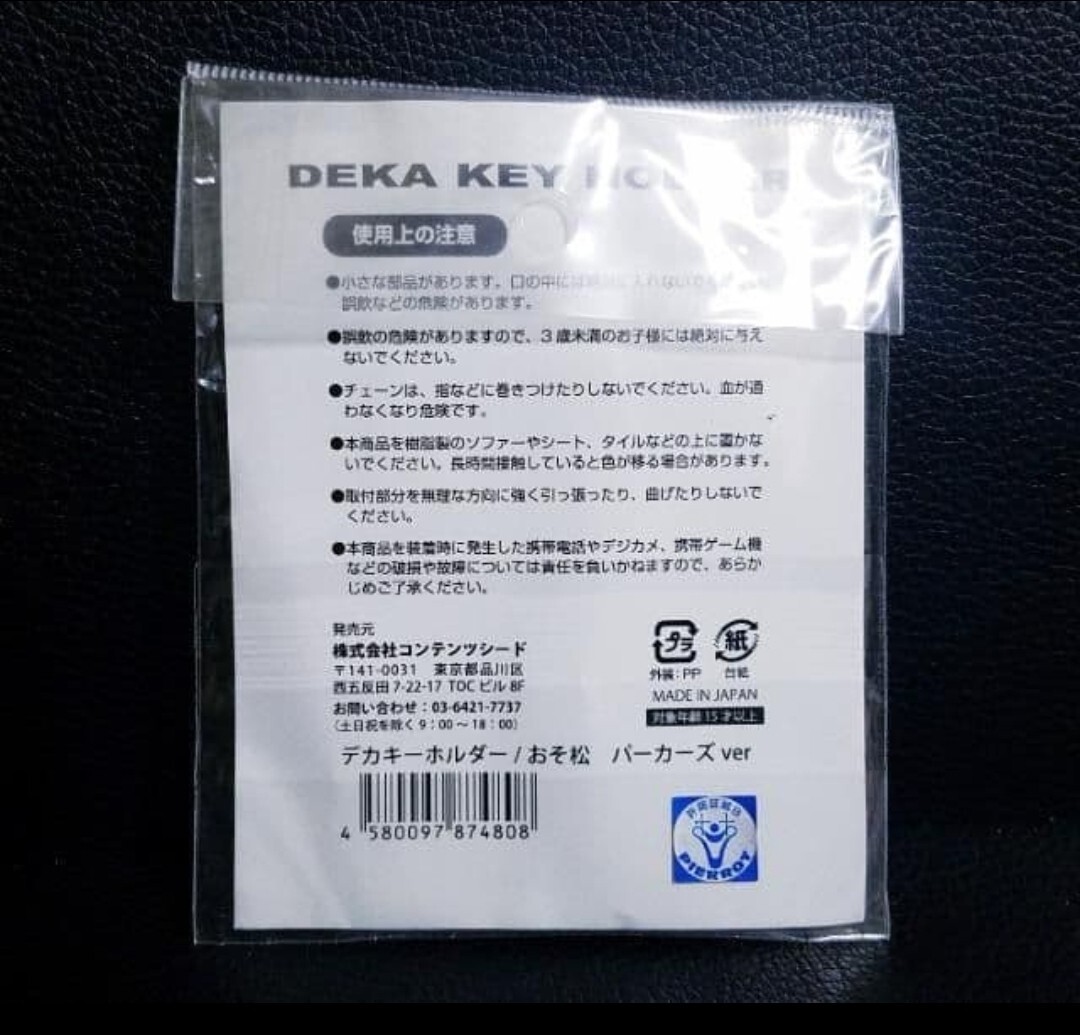 DEKA KEY HOLDER
使用上の注意
●小さな部品があります。口の中には絶対に入れないでください。
誤飲などの危険があります。
●誤飲の危険がありますので、3歳未満のお子様には絶対に与え
ないでください。
●チェーンは、指などに巻きつけたりしないでください。血が通
わなくなり危険です。
●本商品を樹脂製のソファーやシート、タイルなどの上に置かな
いでください。長時間接触していると色が移る場合があります。
●取付部分を無理な方向に強く引っ張ったり、曲げたりしないで
ください。
●本商品を装着時に発生した携帯電話やデジカメ、携帯ゲーム機
などの破損や故障については責任を負いかねますので、あらか
じめご了承ください。
発売元
株式会社コンテンツシード
〒141-0031 東京都品川区
西五反田 7-22-17 TOC ビル 8F
お問い合わせ:03-6421-7737
(土日祝を除く 9:00〜18:00)
プラ 紙
外装:PP 台紙
MADE IN JAPAN
対象年齢 15 才以上
デカキーホルダー / おそ松 パーカーズ ver
4 580097 874808
許諾証紙
PIERROT